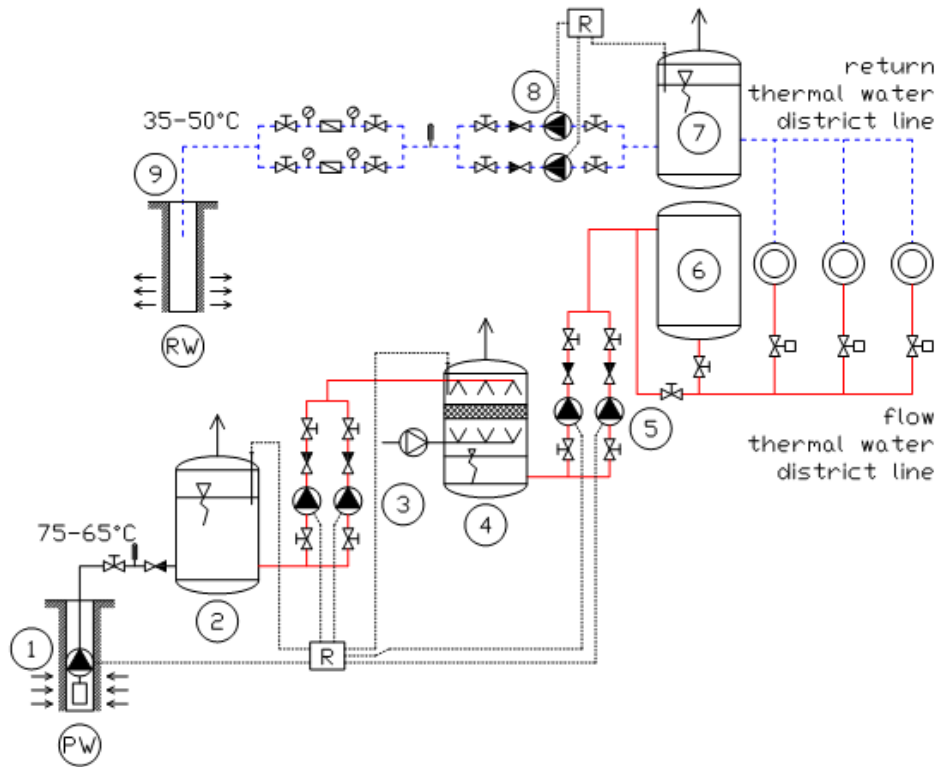 R
return
thermal water
district line
8
7
35-50°C
9
6
RW
5
flow
thermal water
district line
3
4
75-65°C
2
1
R
PW